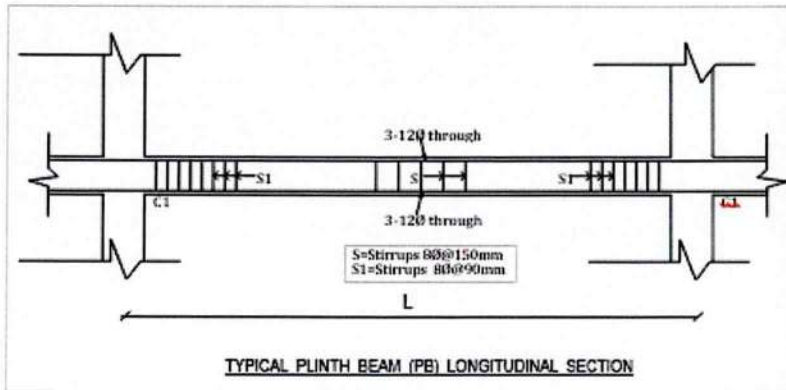 3-12Ø through
S1
S
S1
C1
C1
3-12Ø through
S=Stirrups 8Ø@150mm
S1=Stirrups 8Ø@90mm
L
TYPICAL PLINTH BEAM (PB) LONGITUDINAL SECTION